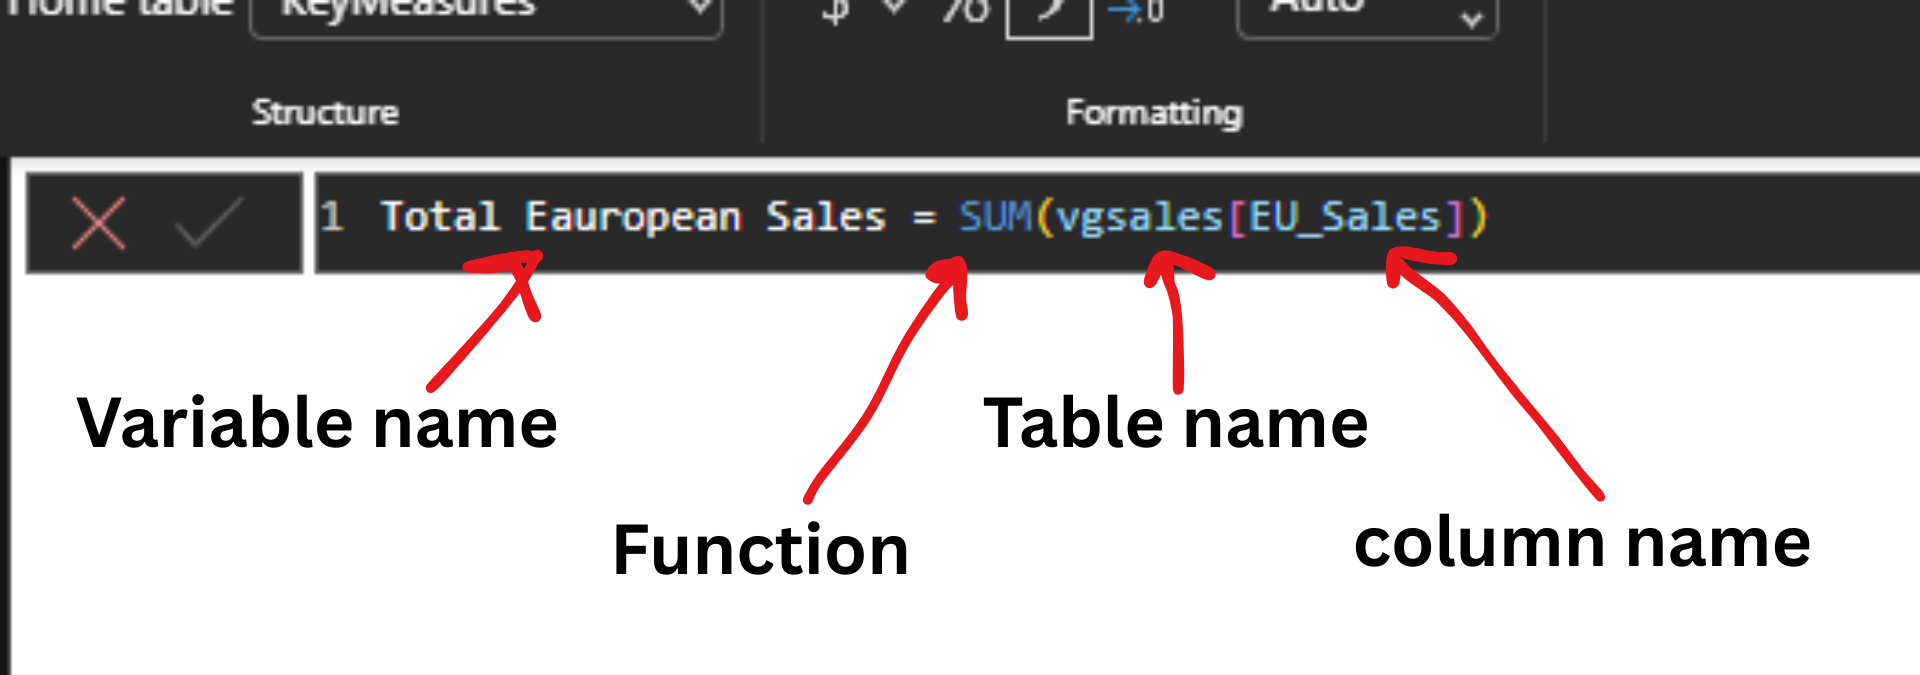 Home table KeyMeasures $ % Auto
Structure Formatting
1 Total Eauropean Sales = SUM(vgsales[EU_Sales])
Variable name Table name
Function column name